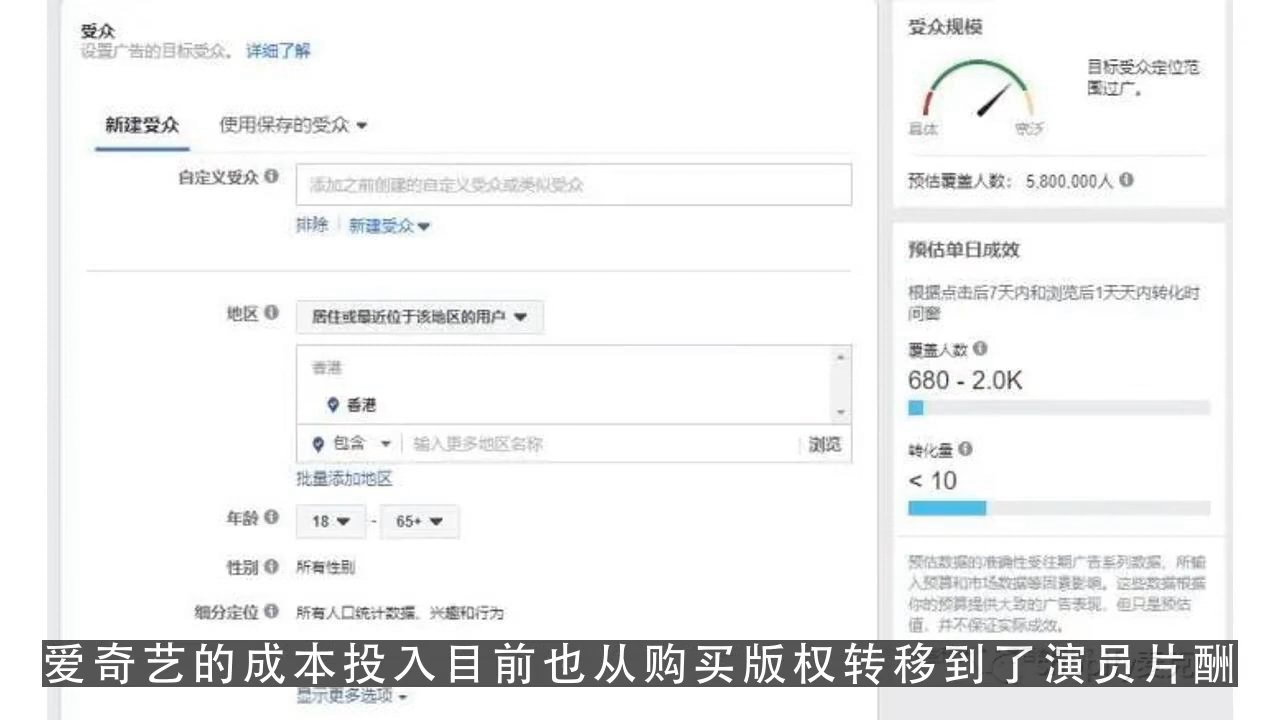 受众
设置广告的目标受众。 详细了解
新建受众 使用保存的受众
自定义受众
添加之前创建的自定义受众或类似受众
排除 新建受众
地区
居住或最近位于该地区的用户
香港
香港
包含 输入更多地区名称 浏览
批量添加地区
年龄 18 - 65+
性别 所有性别
细分定位 所有人口统计数据、兴趣和行为
显示更多选项
受众规模
目标受众定位范
围过广。
具体 宽泛
预估覆盖人数： 5,800,000人
预估单日成效
根据点击后7天内和浏览后1天天内转化时
间窗
覆盖人数
680 - 2.0K
转化量
< 10
预估数据的准确性受往期广告系列数据、所输
入预算和市场数据等因素影响。这些数据根据
你的预算提供大致的广告表现，但只是预估
值，并不保证实际成效。
爱奇艺的成本投入目前也从购买版权转移到了演员片酬